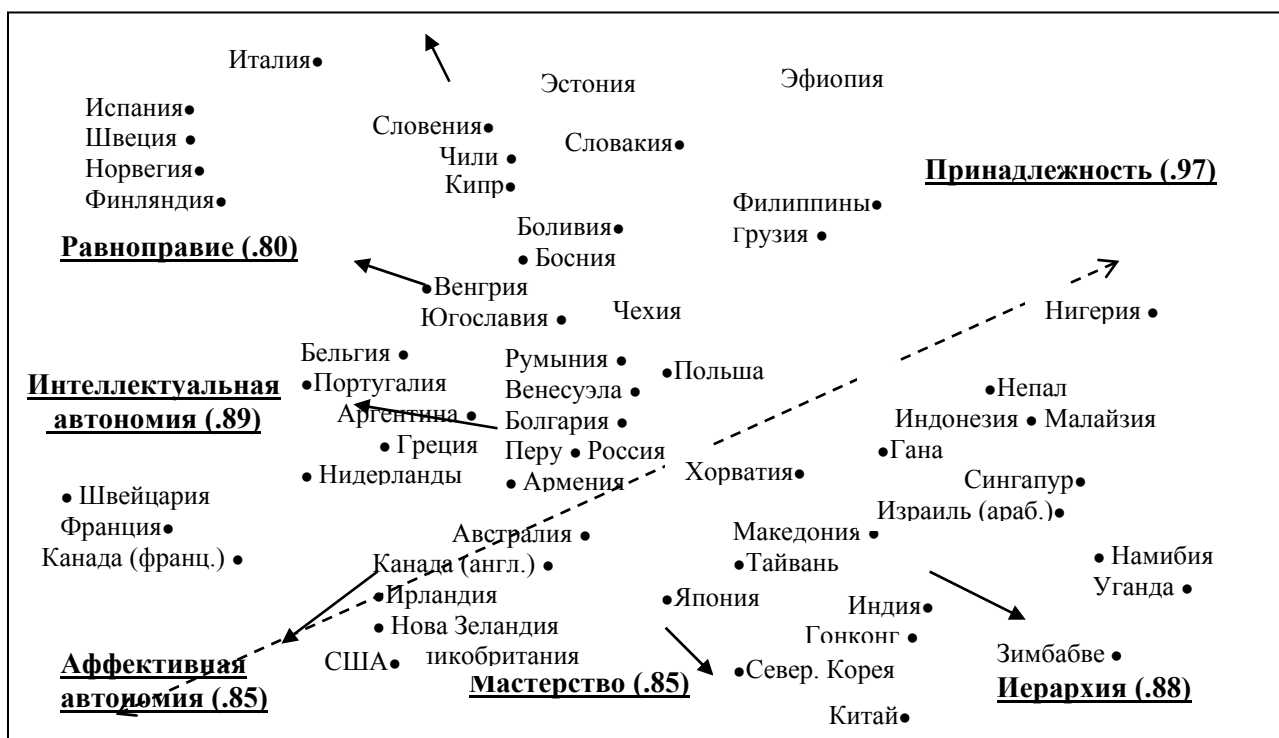 Италия
Эстония
Эфиопия
Испания
Словения
Швеция
Словакия
Чили
Норвегия
Принадлежность (.97)
Кипр
Финляндия
Филиппины
Боливия
Грузия
Равноправие (.80)
Босния
Венгрия
Югославия
Чехия
Нигерия
Бельгия
Румыния
Польша
Интеллектуальная
автономия (.89)
Португалия
Венесуэла
Непал
Аргентина
Болгария
Индонезия
Малайзия
Греция
Перу
Россия
Гана
Нидерланды
Армения
Хорватия
Сингапур
Швейцария
Израиль (араб.)
Франция
Австралия
Македония
Канада (франц.)
Канада (англ.)
Тайвань
Намибия
Уганда
Ирландия
Япония
Индия
Нова Зеландия
Гонконг
США
ликобритания
Зимбабве
Аффективная
автономия (.85)
Мастерство (.85)
Север. Корея
Иерархия (.88)
Китай